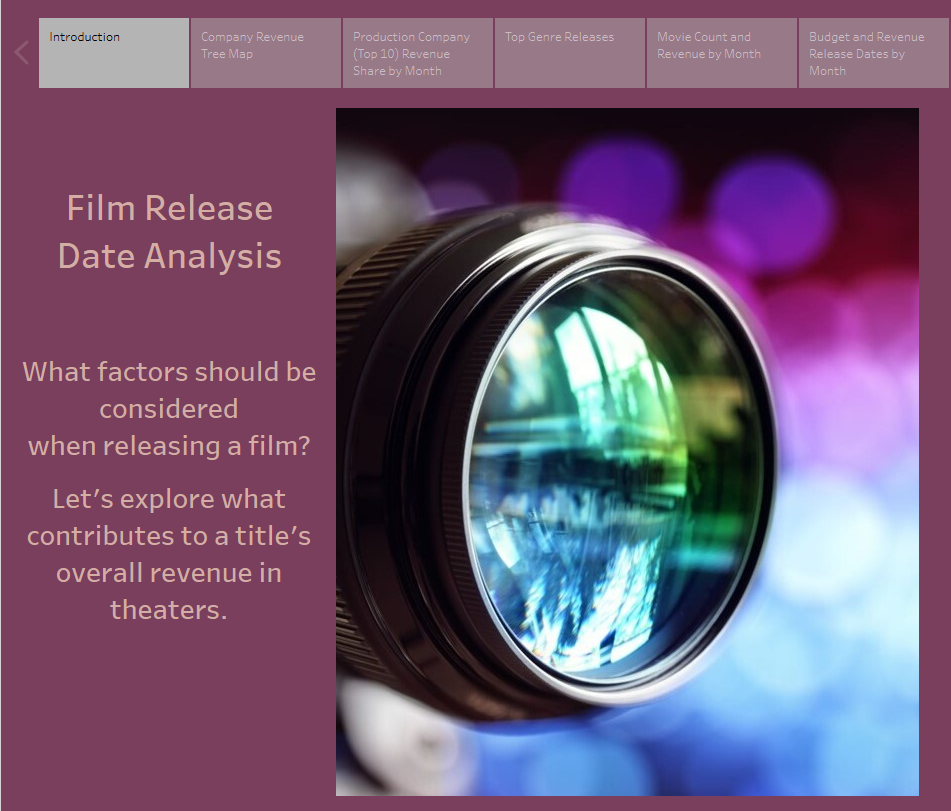 Introduction
Company Revenue
Tree Map
Production Company
(Top 10) Revenue
Share by Month
Top Genre Releases
Movie Count and
Revenue by Month
Budget and Revenue
Release Dates by
Month
Film Release
Date Analysis
What factors should be
considered
when releasing a film?
Let’s explore what
contributes to a title’s
overall revenue in
theaters.